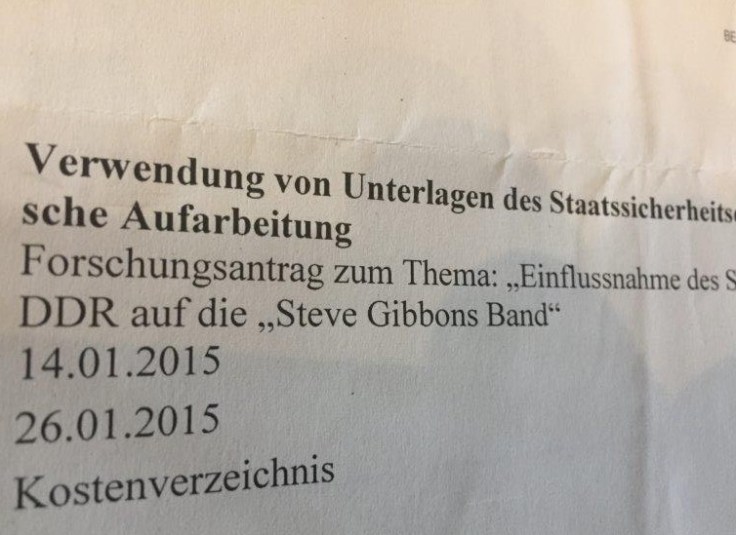 BE
Verwendung von Unterlagen des Staatssicherheits
sche Aufarbeitung
Forschungsantrag zum Thema: „Einflussnahme des S
DDR auf die „Steve Gibbons Band“
14.01.2015
26.01.2015
Kostenverzeichnis